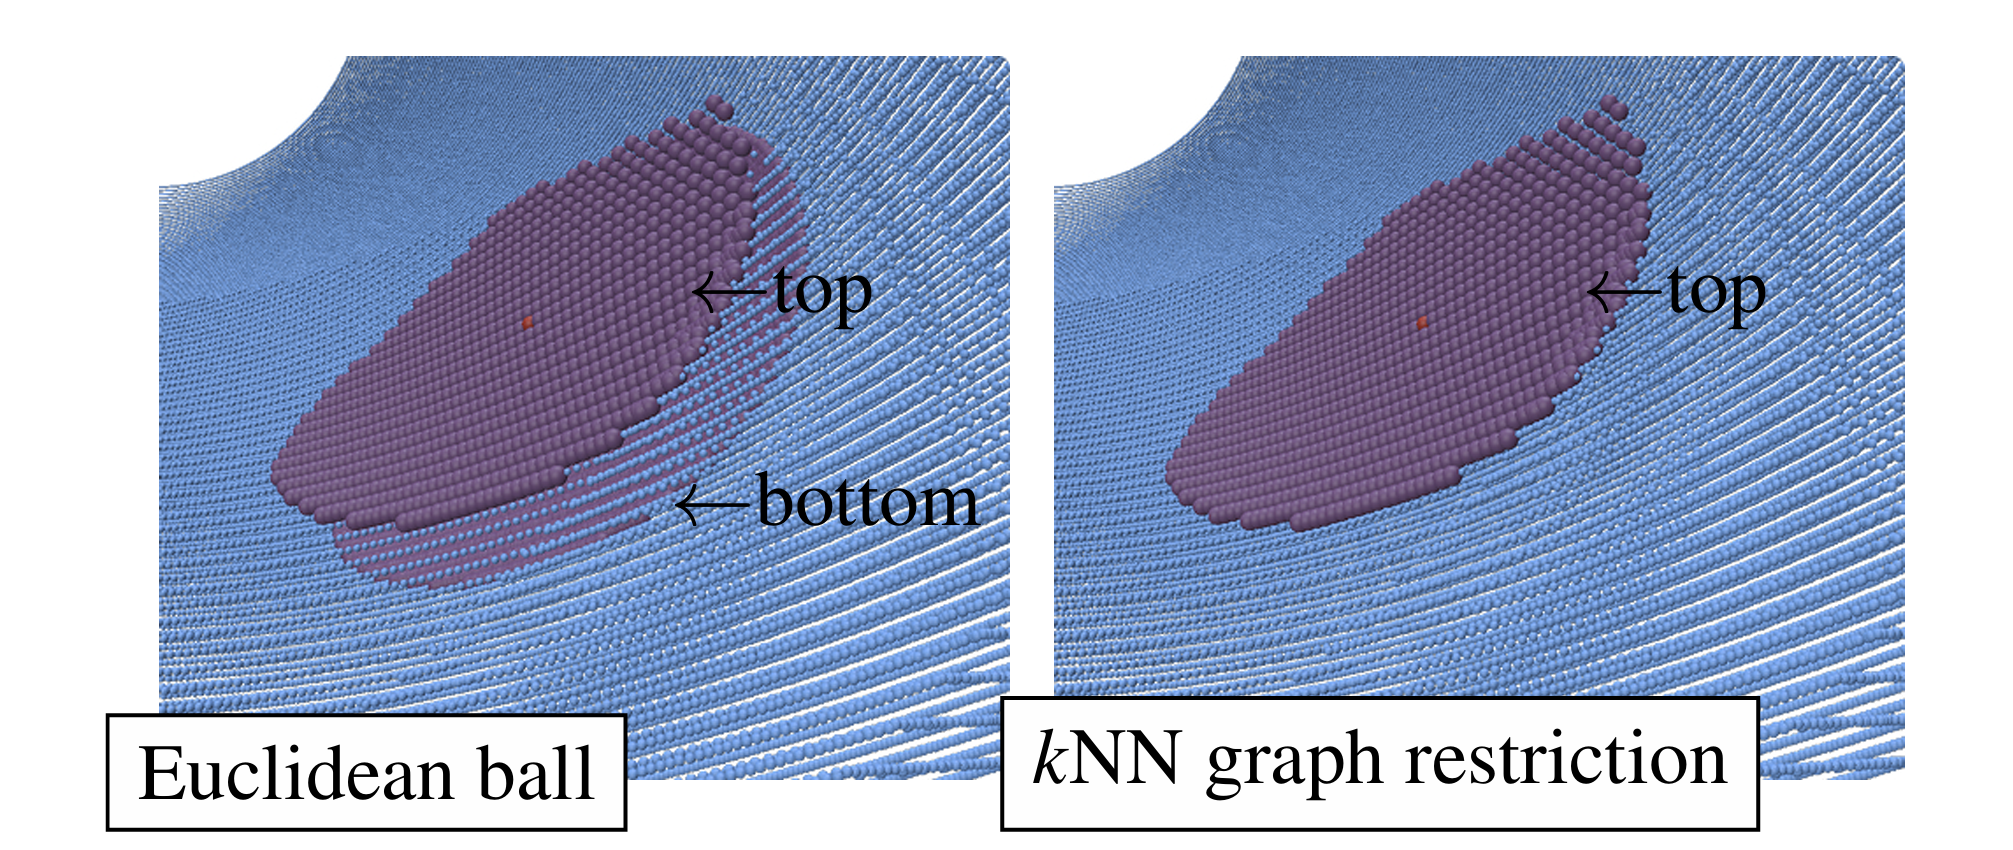 ←top
←bottom
Euclidean ball
←top
kNN graph restriction